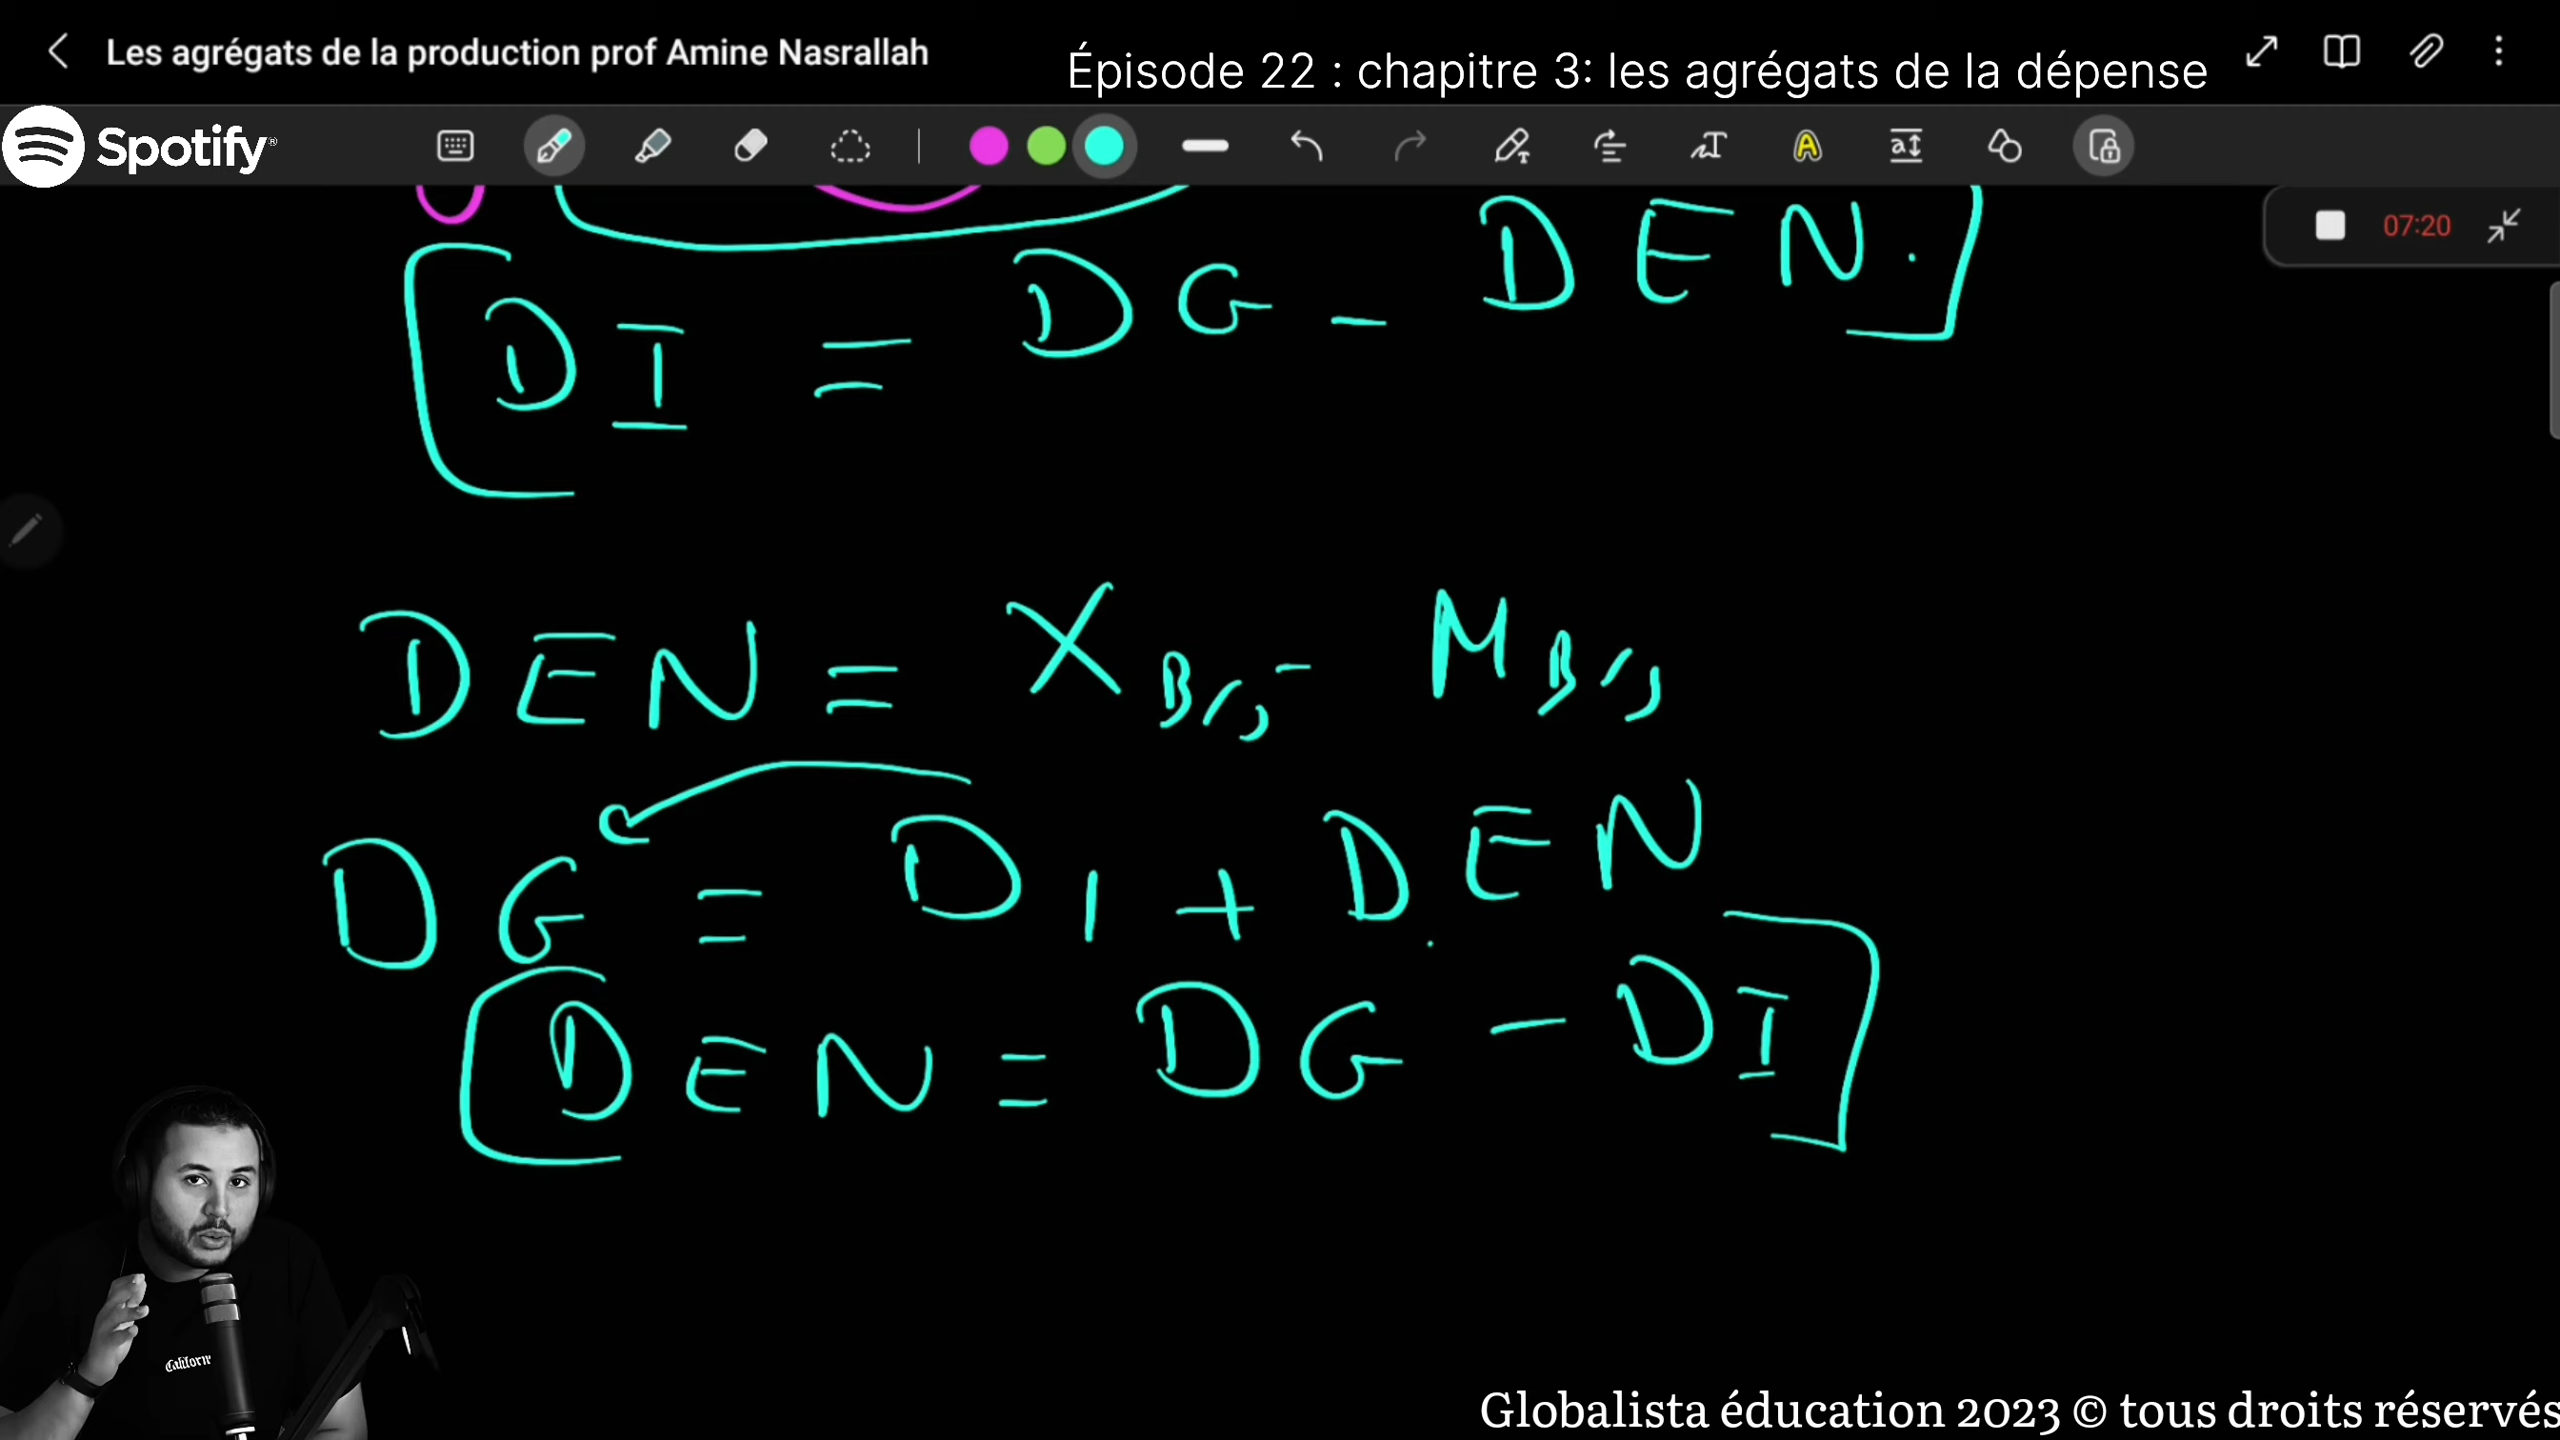 Les agrégats de la production prof Amine Nasrallah
Épisode 22 : chapitre 3: les agrégats de la dépense
Spotify®
07:20
DI = DG - DEN.
DEN = X B/S - M B/S
DG = DI + DEN
DEN = DG - DI
Californ
Globalista éducation 2023 © tous droits réservés